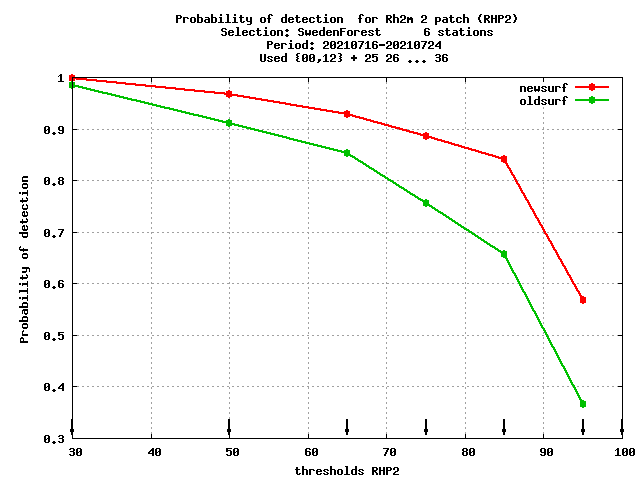 Probability of detection  for Rh2m 2 patch (RHP2)
Selection: SwedenForest      6 stations
Period: 20210716-20210724
Used {00,12} + 25 26 ... 36
newsurf
oldsurf
Probability of detection
1
0.9
0.8
0.7
0.6
0.5
0.4
0.3
30 40 50 60 70 80 90 100
thresholds RHP2